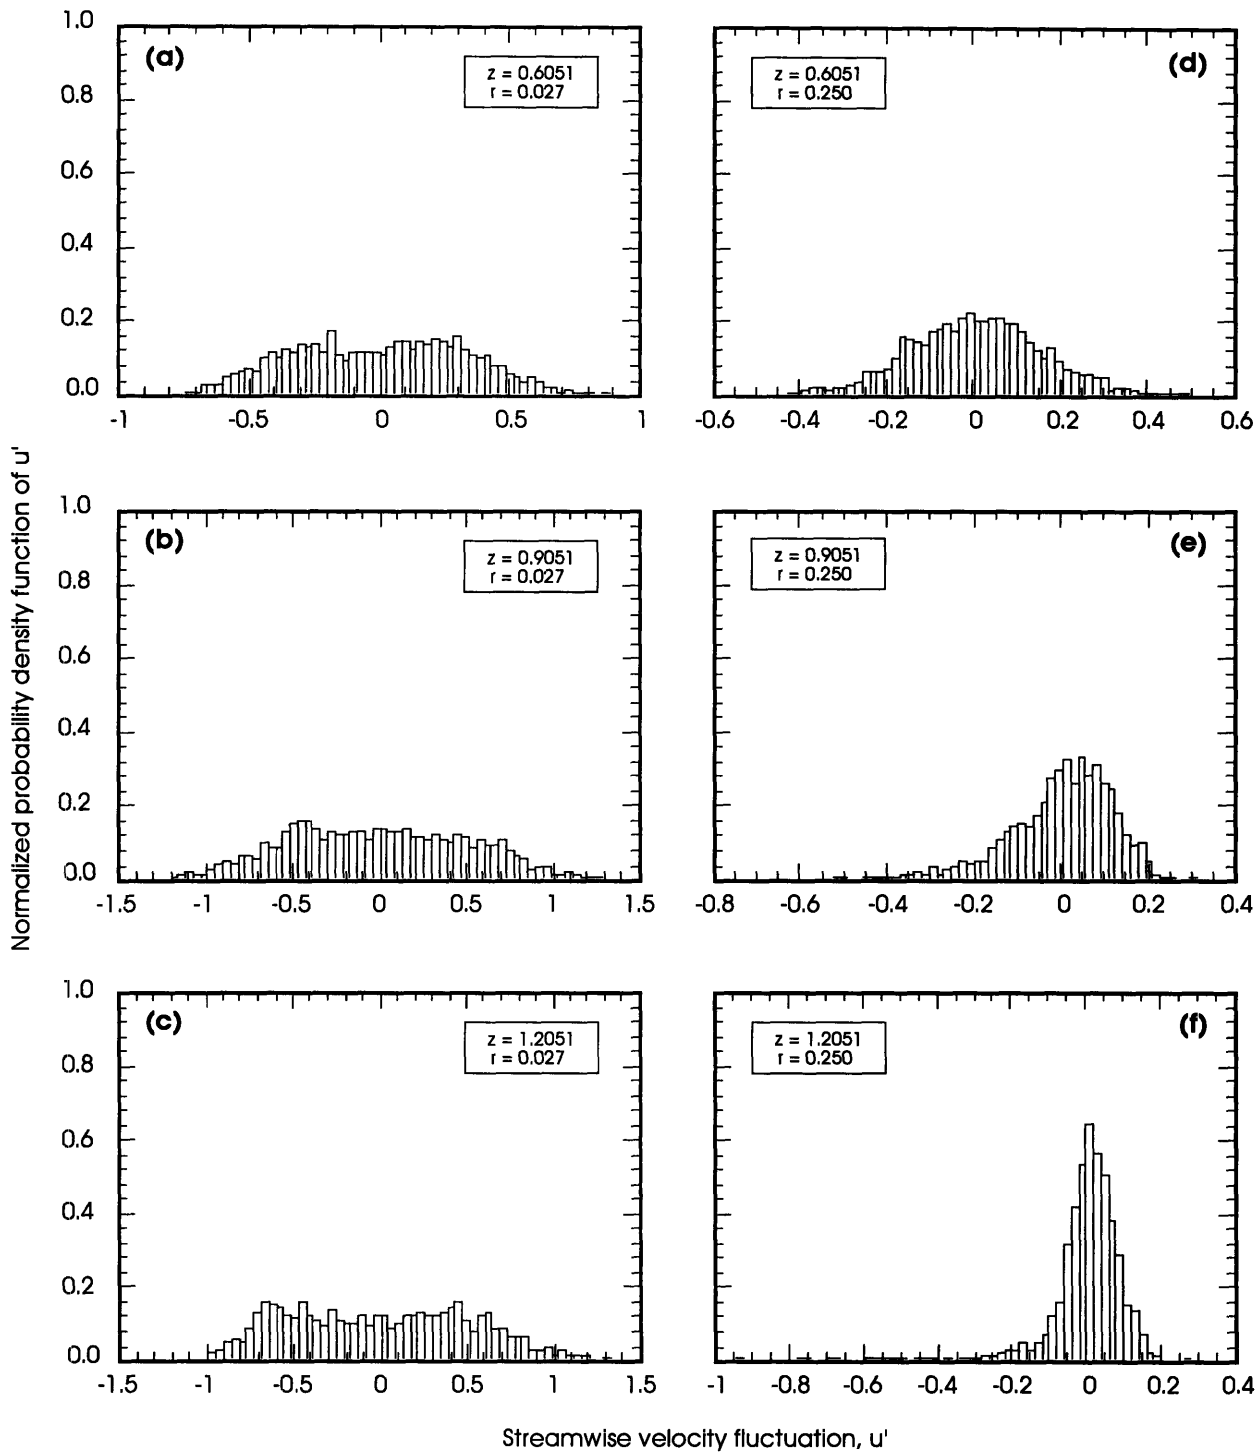 1.0
0.8
0.6
0.4
0.2
0.0
(a)
z = 0.6051
r = 0.027
-1 -0.5 0 0.5 1
(d)
z = 0.6051
r = 0.250
-0.6 -0.4 -0.2 0 0.2 0.4 0.6
Normalized probability density function of u'
1.0
0.8
0.6
0.4
0.2
0.0
(b)
z = 0.9051
r = 0.027
-1.5 -1 -0.5 0 0.5 1 1.5
(e)
z = 0.9051
r = 0.250
-0.8 -0.6 -0.4 -0.2 0 0.2 0.4
1.0
0.8
0.6
0.4
0.2
0.0
(c)
z = 1.2051
r = 0.027
-1.5 -1 -0.5 0 0.5 1 1.5
(f)
z = 1.2051
r = 0.250
-1 -0.8 -0.6 -0.4 -0.2 0 0.2 0.4
Streamwise velocity fluctuation, u'